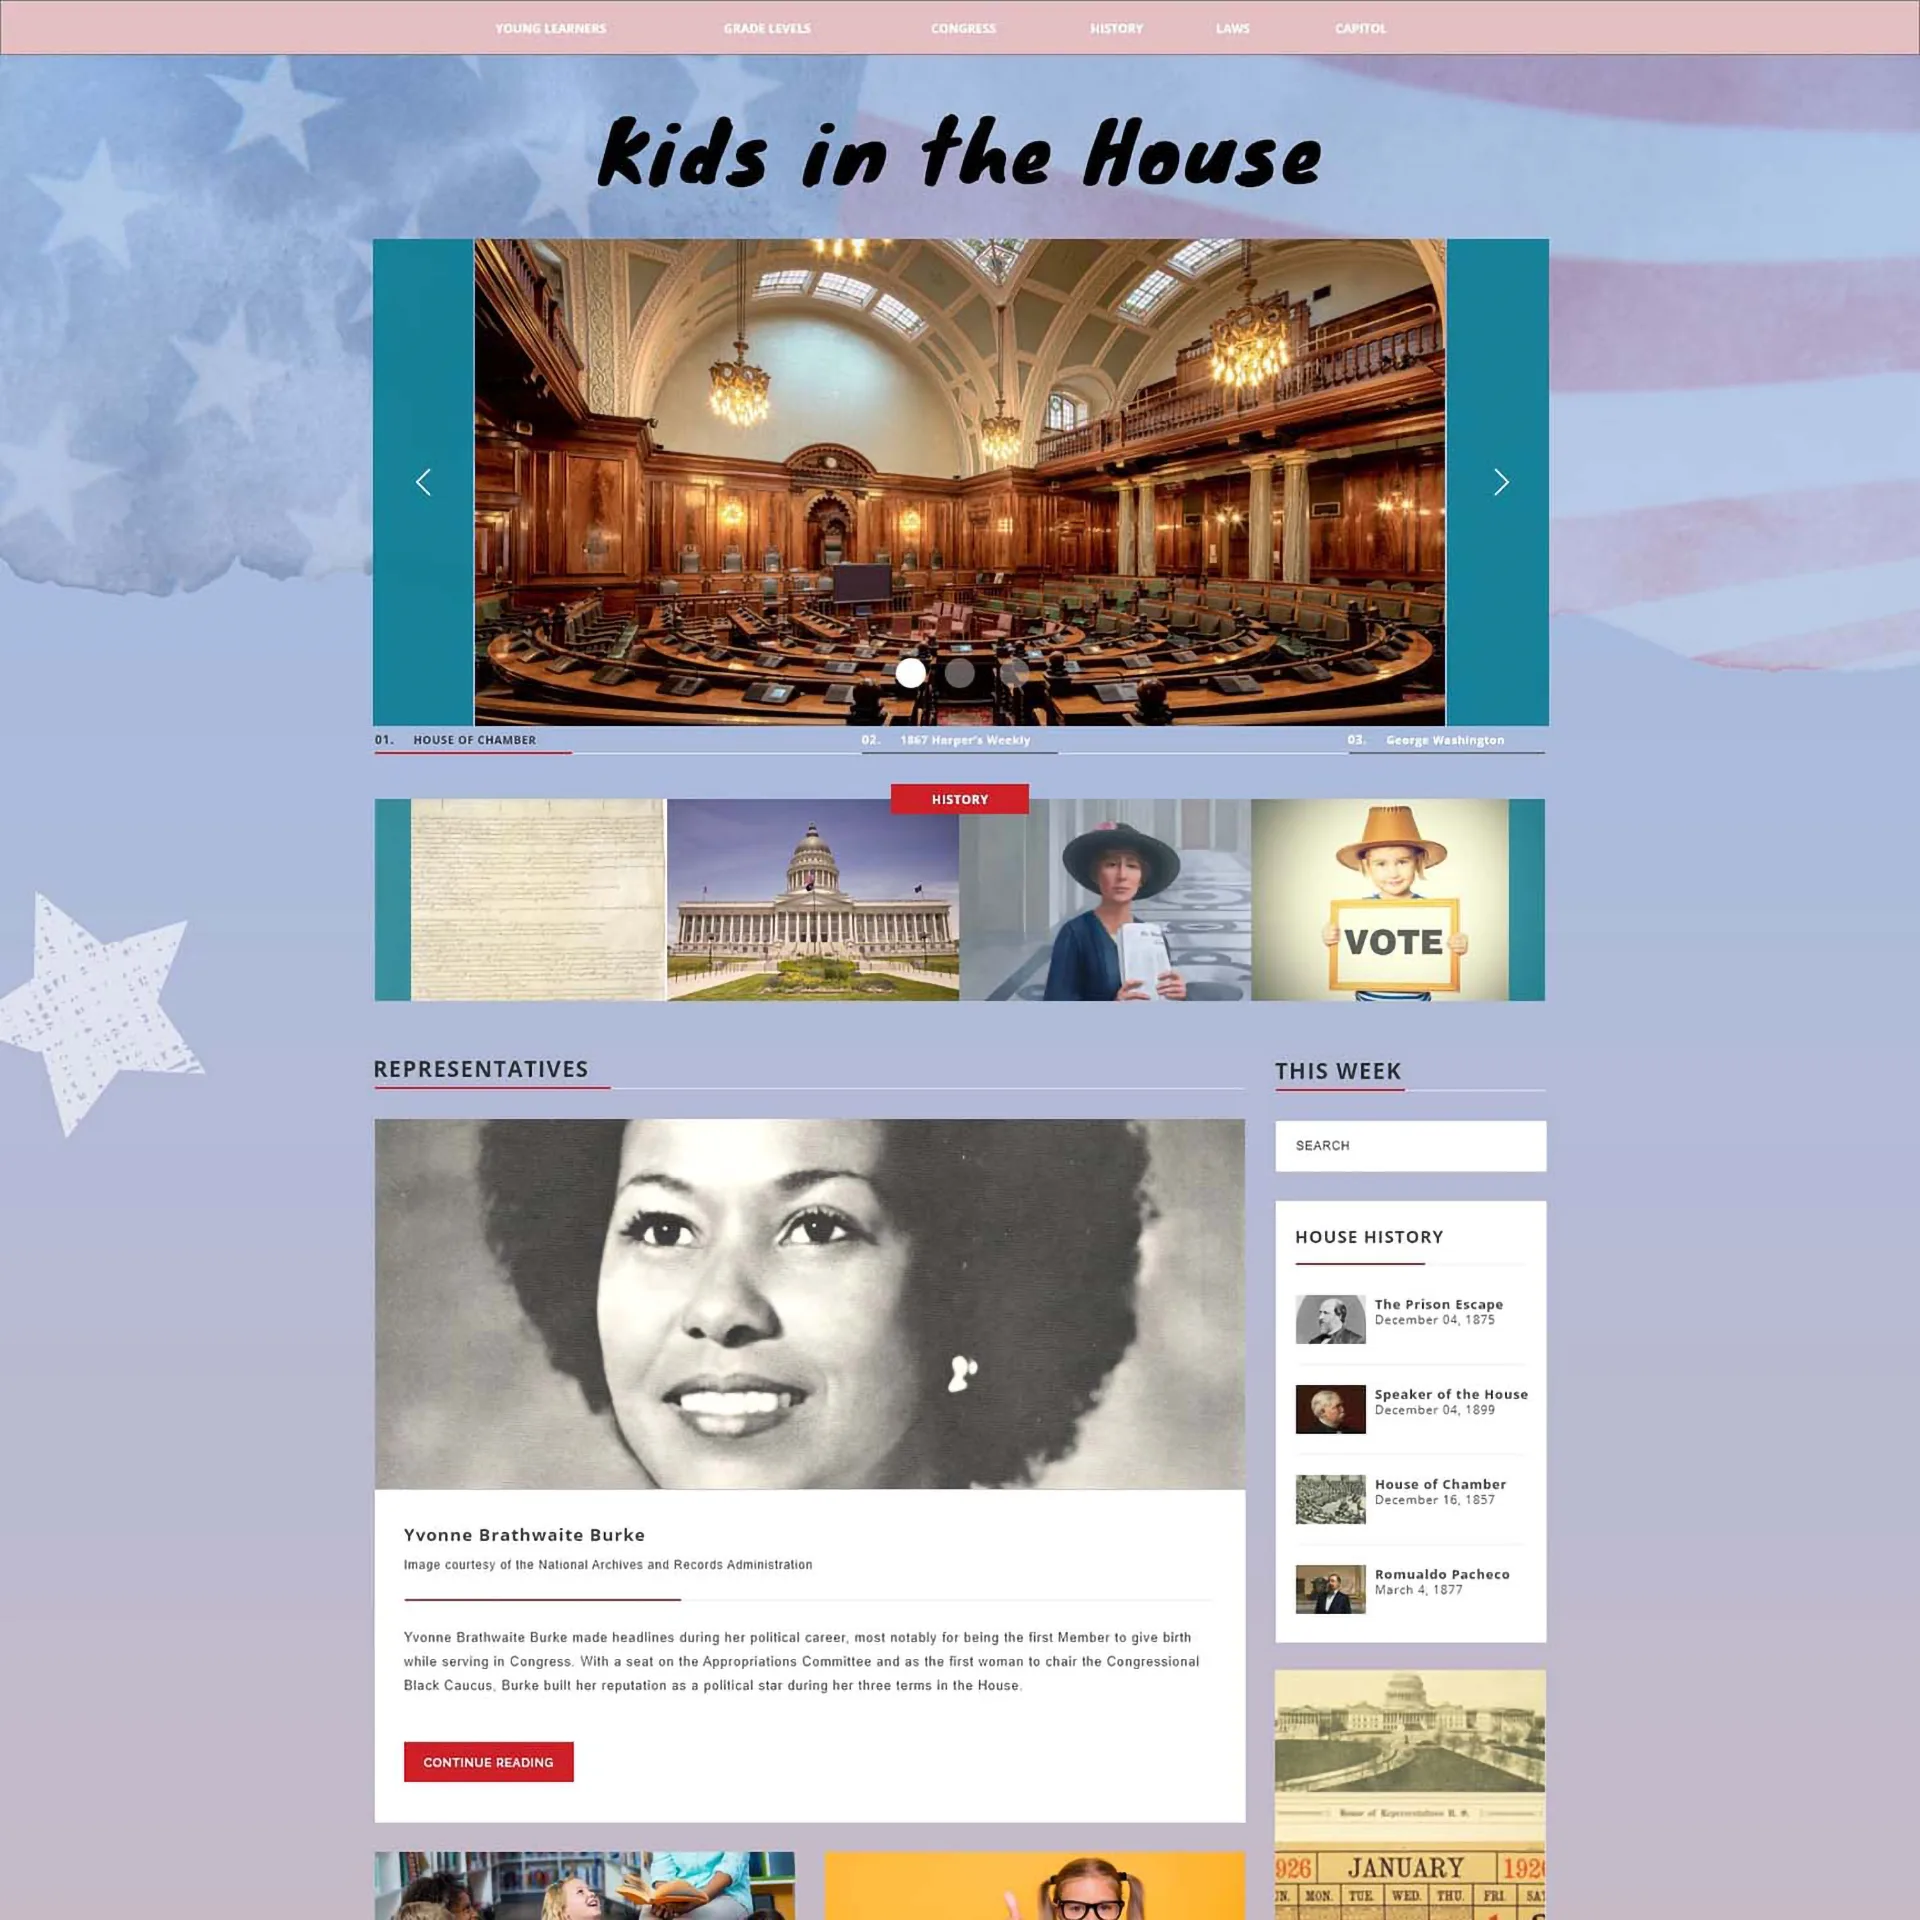 YOUNG LEARNERS GRADE LEVELS CONGRESS HISTORY LAWS CAPITOL
Kids in the House
01. HOUSE OF CHAMBER
02. 1867 Harper's Weekly
03. George Washington
HISTORY
VOTE
REPRESENTATIVES
Yvonne Brathwaite Burke
Image courtesy of the National Archives and Records Administration
Yvonne Brathwaite Burke made headlines during her political career, most notably for being the first Member to give birth
while serving in Congress. With a seat on the Appropriations Committee and as the first woman to chair the Congressional
Black Caucus, Burke built her reputation as a political star during her three terms in the House.
CONTINUE READING
THIS WEEK
SEARCH
HOUSE HISTORY
The Prison Escape
December 04, 1875
Speaker of the House
December 04, 1899
House of Chamber
December 16, 1857
Romualdo Pacheco
March 4, 1877
House of Representatives U. S.
926 JANUARY 192
MON. TUE. WED. THU. FRI. SA